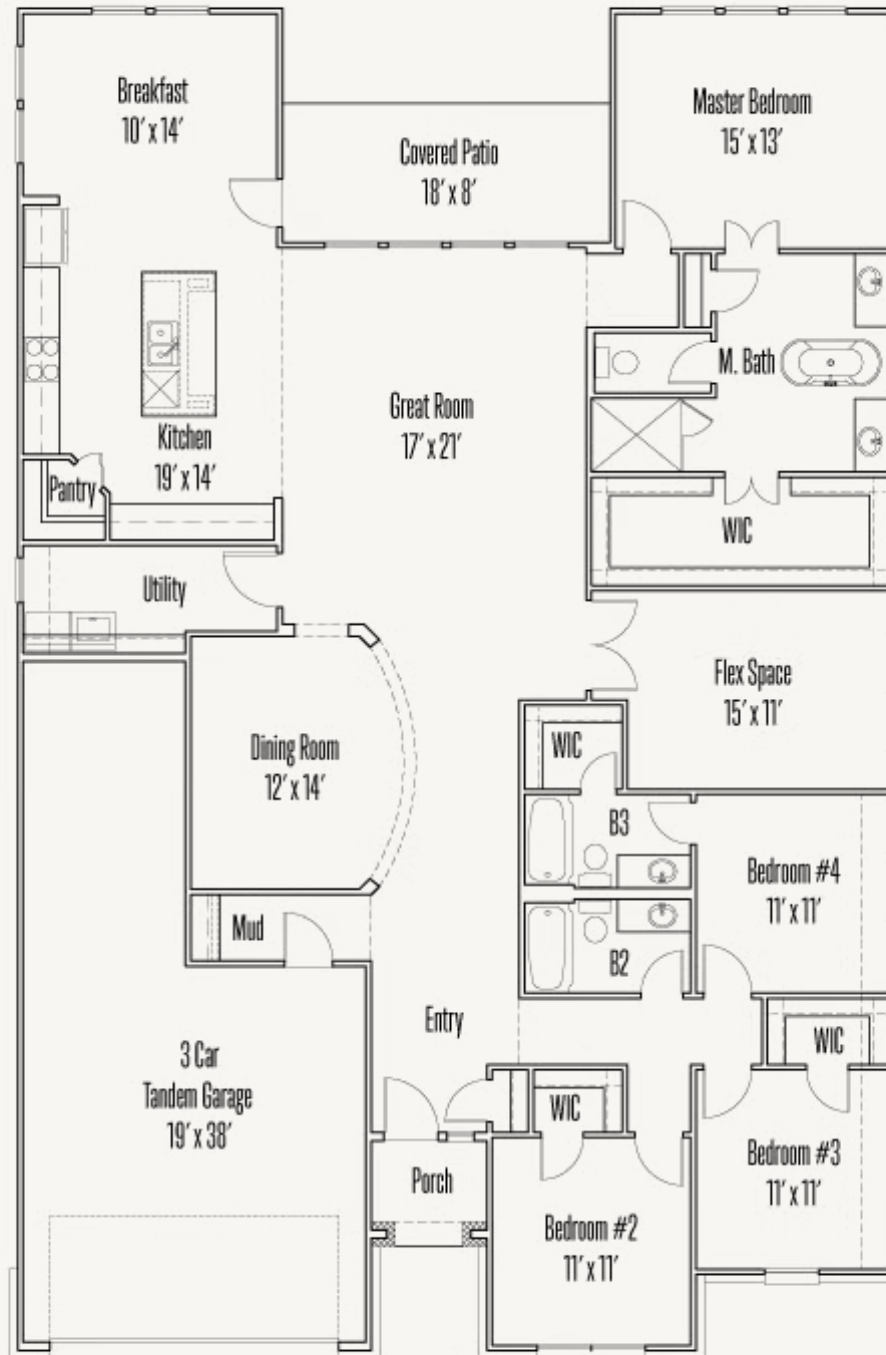 Breakfast
10' x 14'
Covered Patio
18' x 8'
Master Bedroom
15' x 13'
M. Bath
Great Room
17' x 21'
Kitchen
19' x 14'
Pantry
WIC
Utility
Flex Space
15' x 11'
Dining Room
12' x 14'
WIC
B3
Bedroom #4
11' x 11'
Mud
B2
Entry
WIC
3 Car
Tandem Garage
19' x 38'
WIC
Bedroom #3
11' x 11'
Porch
Bedroom #2
11' x 11'